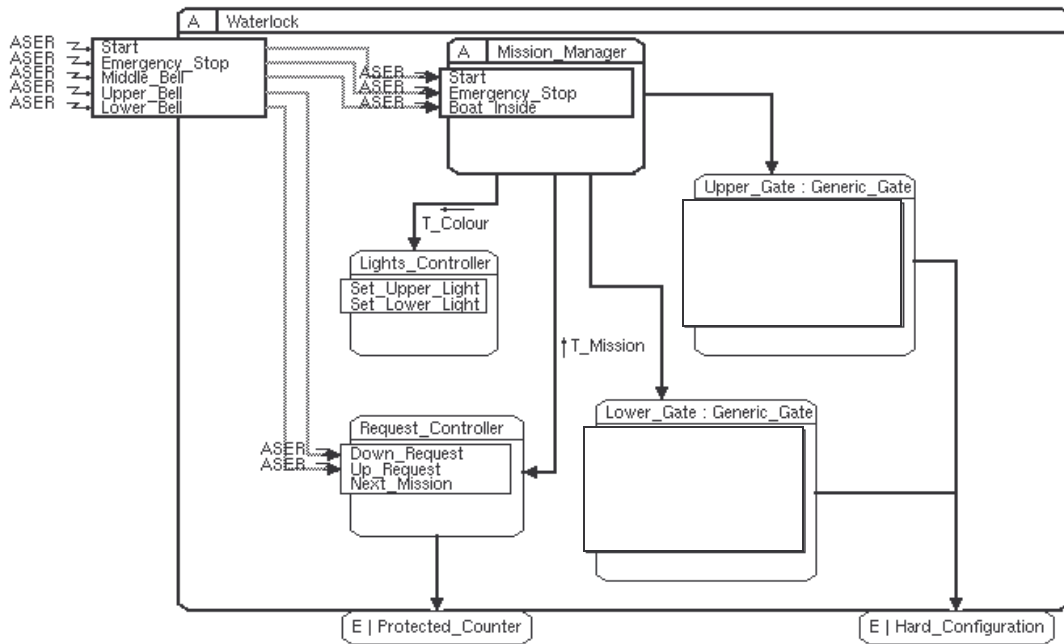 A Waterlock
ASER Start
ASER Emergency_Stop
ASER Middle_Bell
ASER Upper_Bell
ASER Lower_Bell
A Mission_Manager
ASER Start
ASER Emergency_Stop
ASER Boat_Inside
Upper_Gate : Generic_Gate
T_Colour
Lights_Controller
Set_Upper_Light
Set_Lower_Light
T_Mission
Lower_Gate : Generic_Gate
Request_Controller
ASER Down_Request
ASER Up_Request
Next_Mission
E | Protected_Counter
E | Hard_Configuration